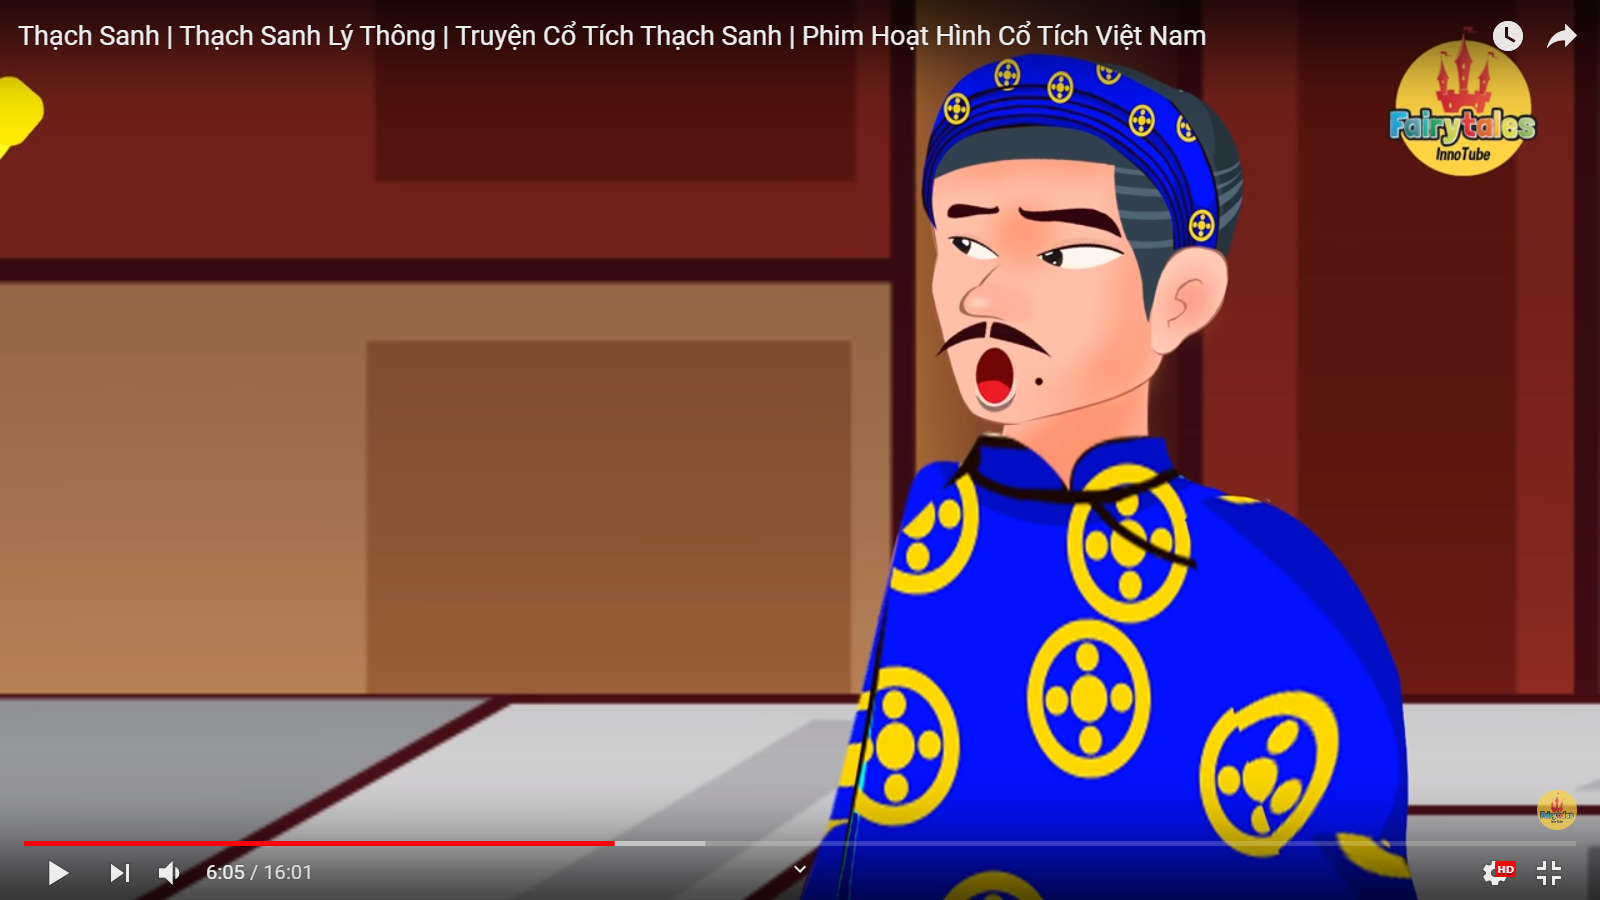 Thạch Sanh | Thạch Sanh Lý Thông | Truyện Cổ Tích Thạch Sanh | Phim Hoạt Hình Cổ Tích Việt Nam
Fairytales
InnoTube
6:05 / 16:01
HD